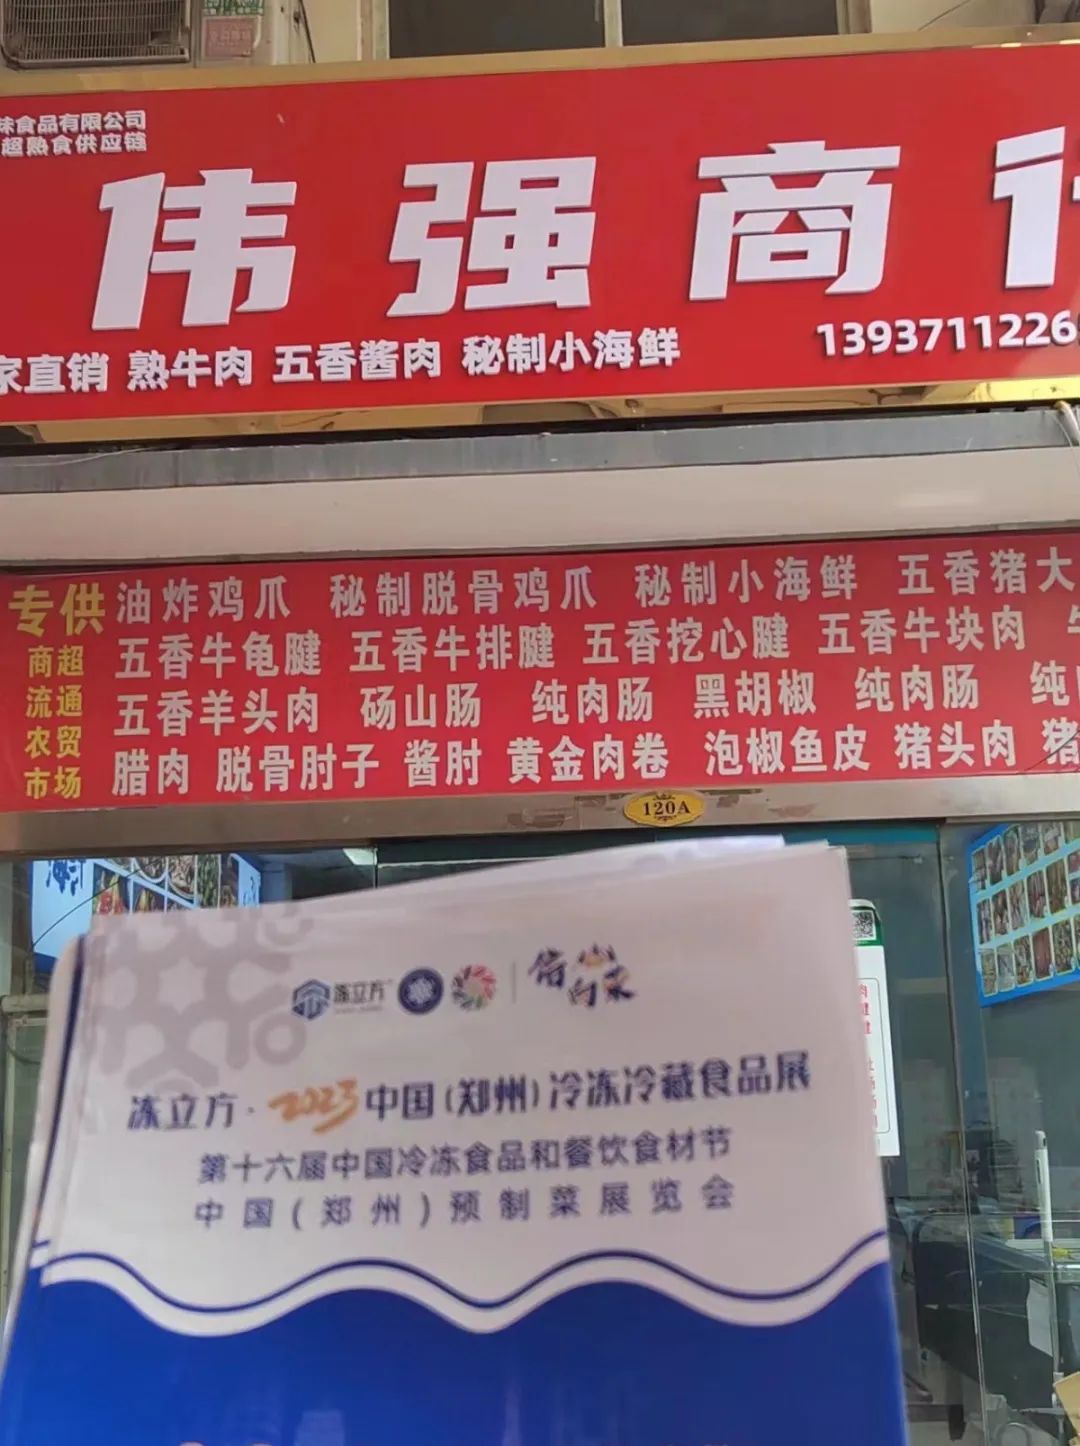 味食品有限公司
超熟食供应链
伟强商行
家直销 熟牛肉 五香酱肉 秘制小海鲜
1393711226
专供
商超
流通
农贸
市场
油炸鸡爪 秘制脱骨鸡爪 秘制小海鲜 五香猪大
五香牛龟腱 五香牛排腱 五香挖心腱 五香牛块肉 牛
五香羊头肉 砀山肠 纯肉肠 黑胡椒 纯肉肠 纯
腊肉 脱骨肘子 酱肘 黄金肉卷 泡椒鱼皮 猪头肉 猪
120A
冻立方
冻立方·2023中国(郑州)冷冻冷藏食品展
第十六届中国冷冻食品和餐饮食材节
中国(郑州)预制菜展览会